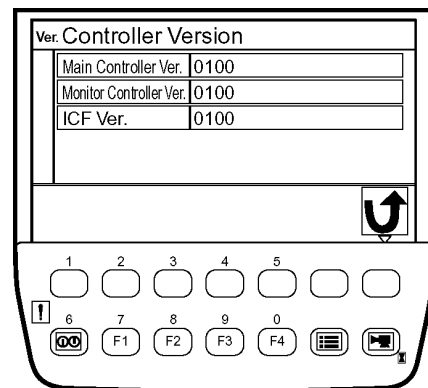 Ver. Controller Version
Main Controller Ver. 0100
Monitor Controller Ver. 0100
ICF Ver. 0100
1 2 3 4 5
!
6 7 8 9 0
F1 F2 F3 F4